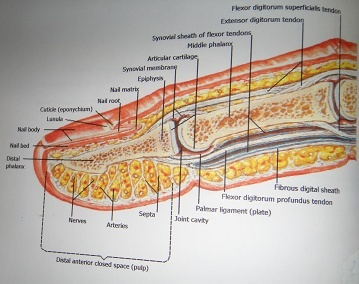 Flexor digitorum superficialis tendon
Extensor digitorum tendon
Synovial sheath of flexor tendons
Middle phalanx
Articular cartilage
Synovial membrane
Epiphysis
Nail matrix
Nail root
Cuticle (eponychium)
Lunula
Nail body
Nail bed
Distal
phalanx
Nerves
Arteries
Septa
Joint cavity
Palmar ligament (plate)
Flexor digitorum profundus tendon
Fibrous digital sheath
Distal anterior closed space (pulp)